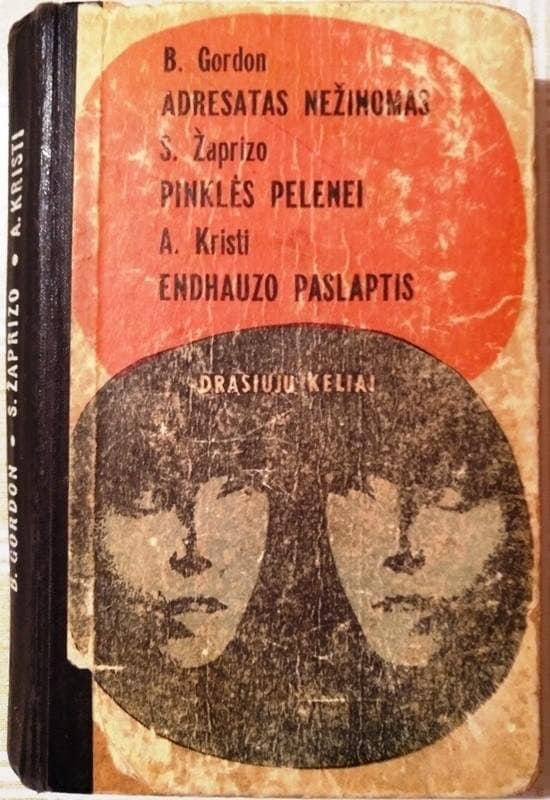 B. Gordon
ADRESATAS NEŽINOMAS
S. Žaprizo
PINKLĖS PELENEI
A. Kristi
ENDHAUZO PASLAPTIS
DRĄSIŲJŲ KELIAI
B. GORDON • S. ŽAPRIZO • A. KRISTI